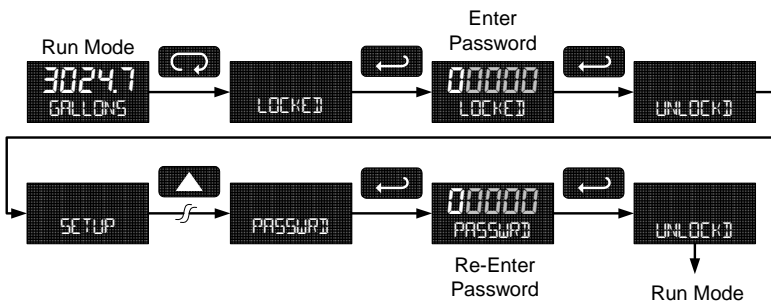 Run Mode
3024.7
GALLONS
LOCKED
Enter
Password
00000
LOCKED
UNLOCKD
SETUP
PASSWRD
00000
PASSWRD
Re-Enter
Password
UNLOCKD
Run Mode